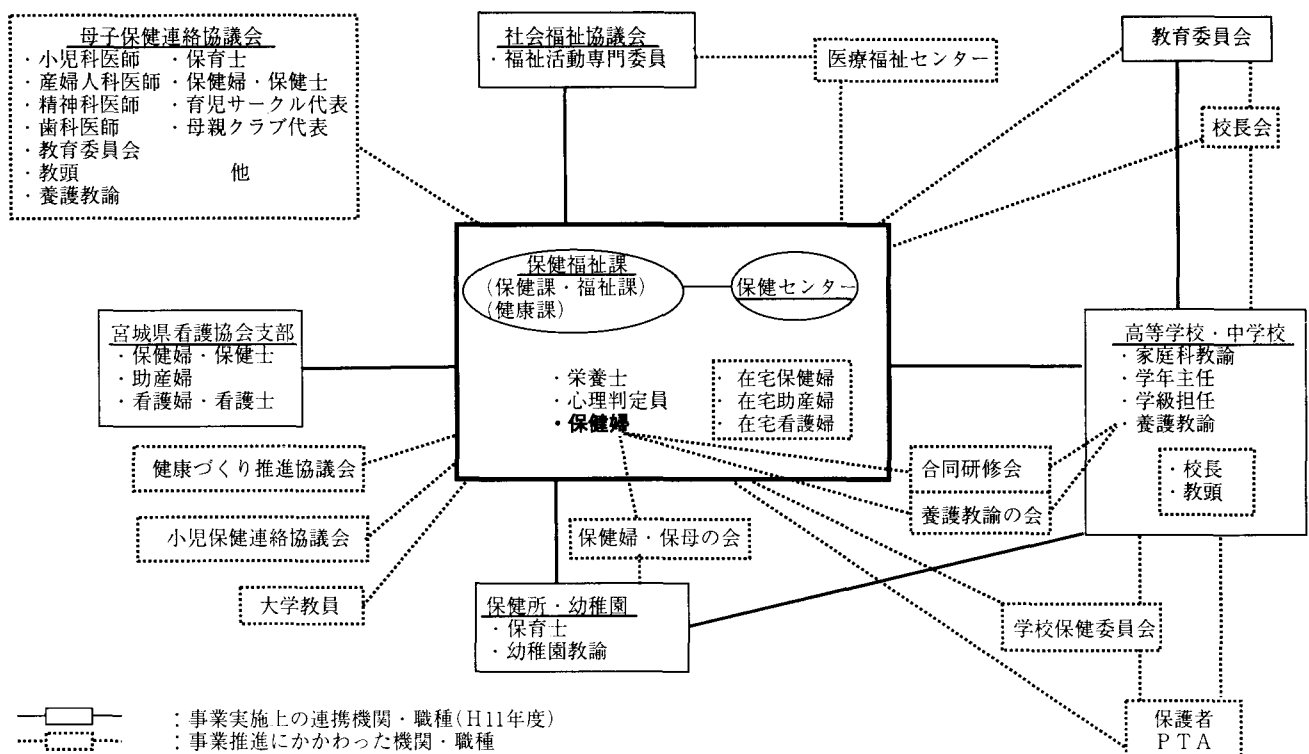 母子保健連絡協議会
・小児科医師 ・保育士
・産婦人科医師 ・保健婦・保健士
・精神科医師 ・育児サークル代表
・歯科医師 ・母親クラブ代表
・教育委員会
・教頭 他
・養護教諭
社会福祉協議会
・福祉活動専門委員
医療福祉センター
教育委員会
校長会
保健福祉課
(保健課・福祉課)
(健康課)
保健センター
・栄養士
・心理判定員
・保健婦
・在宅保健婦
・在宅助産婦
・在宅看護婦
宮城県看護協会支部
・保健婦・保健士
・助産婦
・看護婦・看護士
高等学校・中学校
・家庭科教諭
・学年主任
・学級担任
・養護教諭
・校長
・教頭
健康づくり推進協議会
小児保健連絡協議会
大学教員
合同研修会
養護教諭の会
保健婦・保母の会
保健所・幼稚園
・保育士
・幼稚園教諭
学校保健委員会
保護者
PTA
:事業実施上の連携機関・職種(H11年度)
:事業推進にかかわった機関・職種